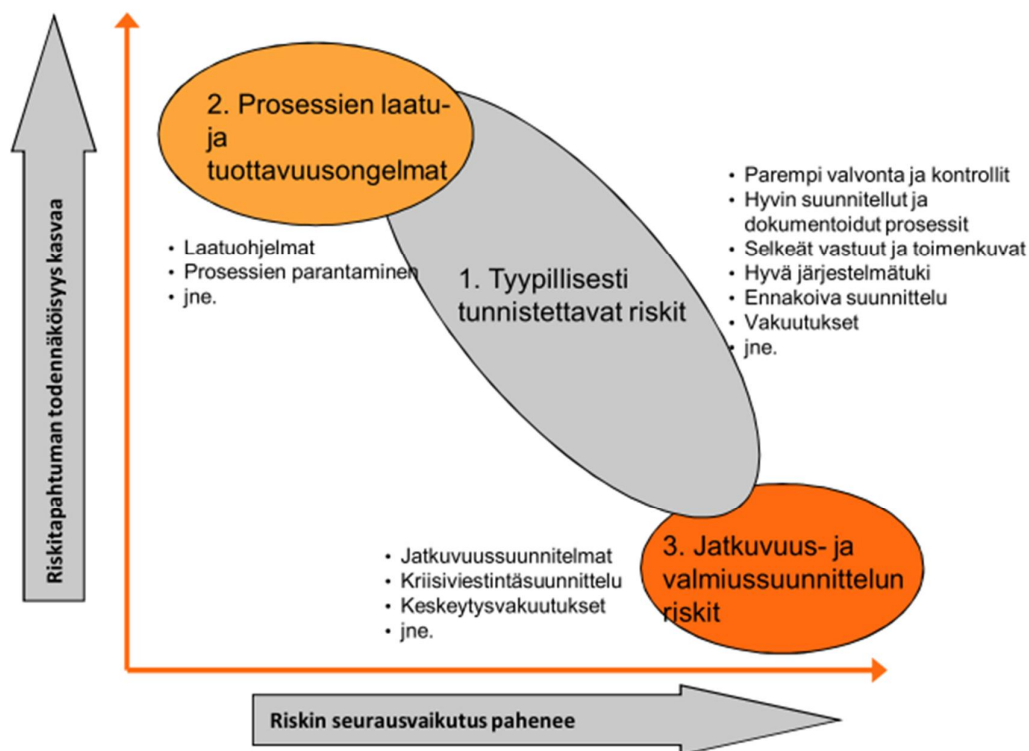 2. Prosessien laatu-
ja
tuottavuusongelmat
• Laatuohjelmat
• Prosessien parantaminen
• jne.
1. Tyypillisesti
tunnistettavat riskit
• Parempi valvonta ja kontrollit
• Hyvin suunnitellut ja
dokumentoidut prosessit
• Selkeät vastuut ja toimenkuvat
• Hyvä järjestelmätuki
• Ennakoiva suunnittelu
• Vakuutukset
• jne.
• Jatkuvuussuunnitelmat
• Kriisiviestintäsuunnittelu
• Keskeytysvakuutukset
• jne.
3. Jatkuvuus- ja
valmiussuunnittelun
riskit
Riskitapahtuman todennäköisyys kasvaa
Riskin seurausvaikutus pahenee